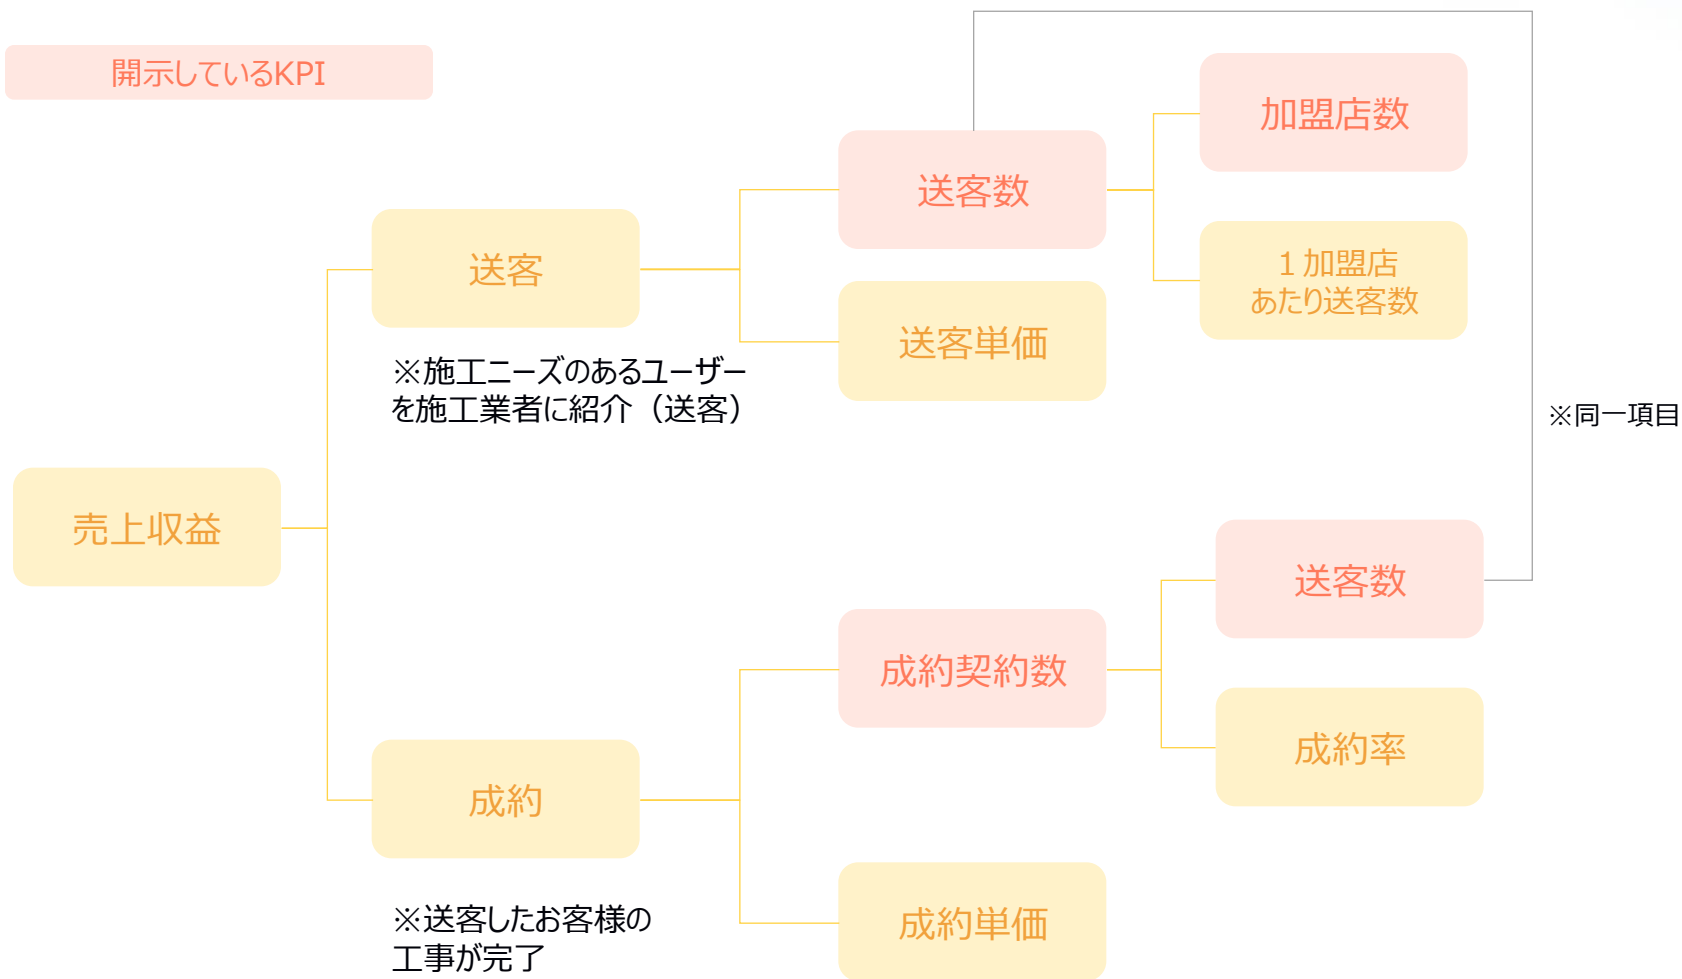 開示しているKPI
加盟店数
送客数
送客
1加盟店
あたり送客数
送客単価
※施工ニーズのあるユーザー
を施工業者に紹介（送客）
※同一項目
売上収益
送客数
成約契約数
成約率
成約
成約単価
※送客したお客様の
工事が完了